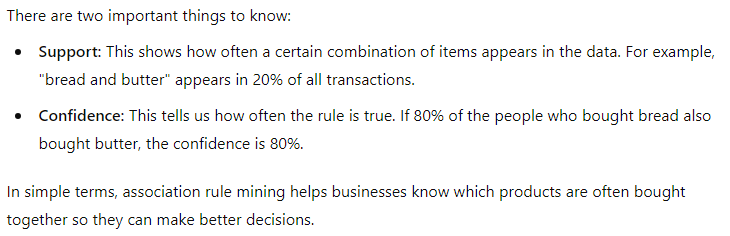 There are two important things to know:
• Support: This shows how often a certain combination of items appears in the data. For example,
"bread and butter" appears in 20% of all transactions.
• Confidence: This tells us how often the rule is true. If 80% of the people who bought bread also
bought butter, the confidence is 80%.
In simple terms, association rule mining helps businesses know which products are often bought
together so they can make better decisions.